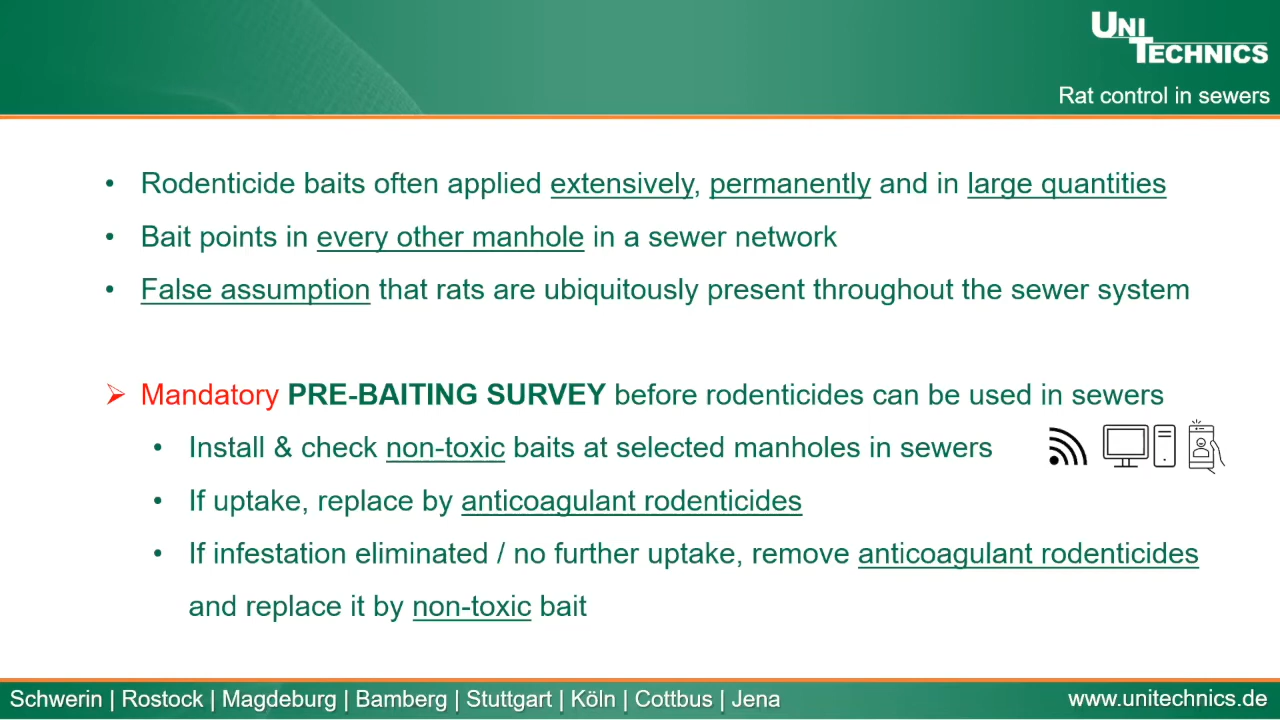 UNI
TECHNICS
Rat control in sewers
• Rodenticide baits often applied extensively, permanently and in large quantities
• Bait points in every other manhole in a sewer network
• False assumption that rats are ubiquitously present throughout the sewer system
➢ Mandatory PRE-BAITING SURVEY before rodenticides can be used in sewers
• Install & check non-toxic baits at selected manholes in sewers
• If uptake, replace by anticoagulant rodenticides
• If infestation eliminated / no further uptake, remove anticoagulant rodenticides
and replace it by non-toxic bait
Schwerin | Rostock | Magdeburg | Bamberg | Stuttgart | Köln | Cottbus | Jena
www.unitechnics.de